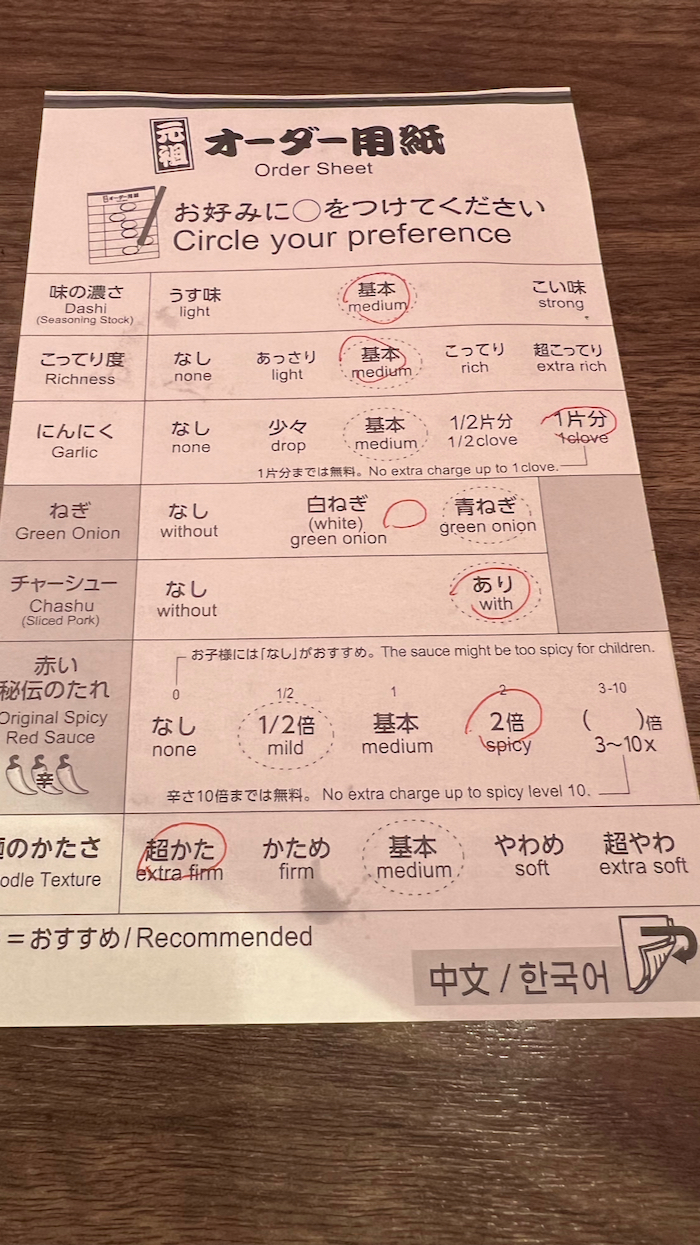 元祖 オーダー用紙
Order Sheet
お好みに○をつけてください
Circle your preference
味の濃さ うす味 基本 こい味
Dashi light medium strong
(Seasoning Stock)
こってり度 なし あっさり 基本 こってり 超こってり
Richness none light medium rich extra rich
にんにく なし 少々 基本 1/2片分 1片分
Garlic none drop medium 1/2clove 1clove
1片分までは無料。No extra charge up to 1clove.
ねぎ なし 白ねぎ 青ねぎ
Green Onion without (white) green onion
green onion
チャーシュー なし あり
Chashu without with
(Sliced Pork)
お子様には「なし」がおすすめ。The sauce might be too spicy for children.
赤い
秘伝のたれ
Original Spicy
Red Sauce
辛
0 1/2 1 2 3-10
なし 1/2倍 基本 2倍 ( )倍
none mild medium spicy 3〜10x
辛さ10倍までは無料。 No extra charge up to spicy level 10.
のかたさ 超かた かため 基本 やわめ 超やわ
odle Texture extra firm firm medium soft extra soft
=おすすめ/Recommended
中文/한국어